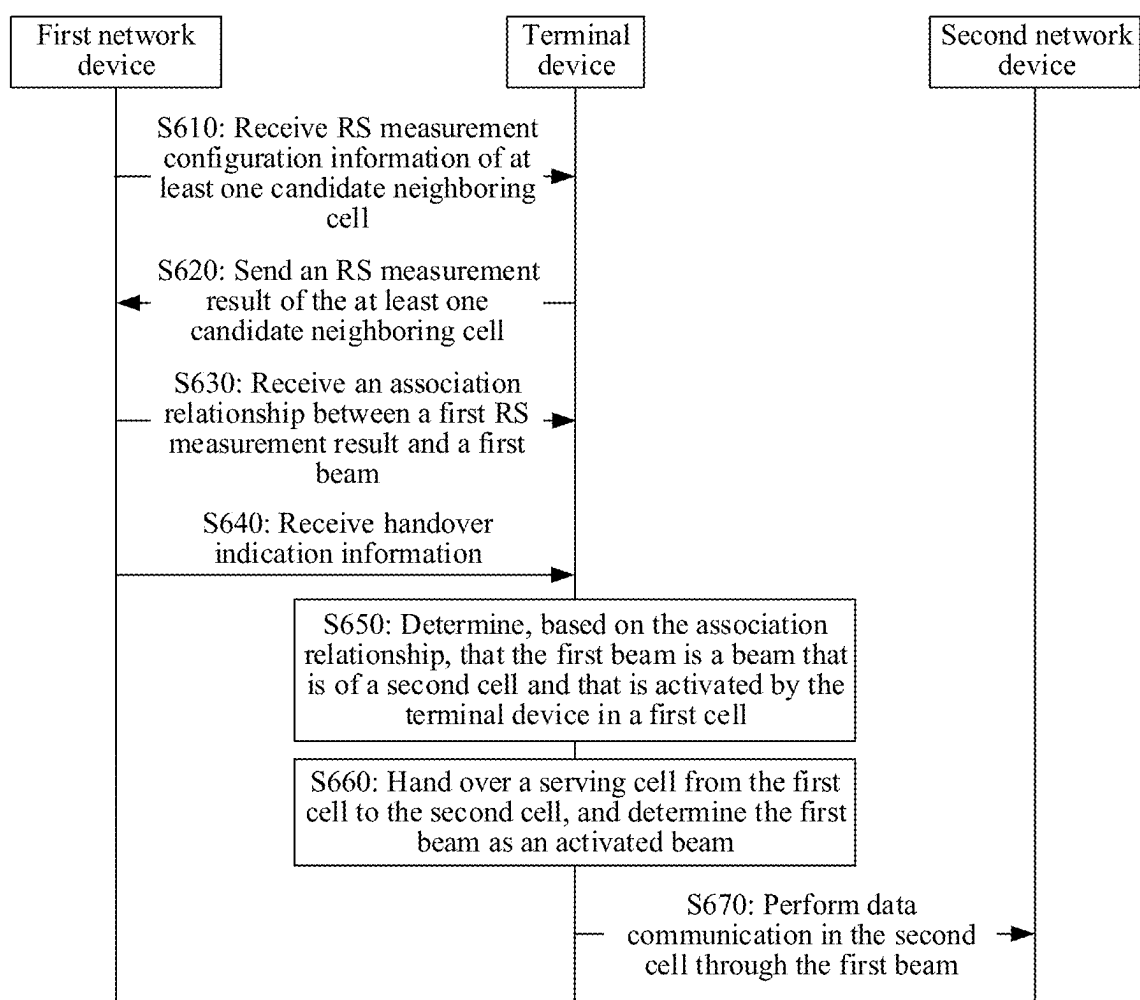 First network
device
Terminal
device
Second network
device
S610: Receive RS measurement
configuration information of at
least one candidate neighboring
cell
S620: Send an RS measurement
result of the at least one
candidate neighboring cell
S630: Receive an association
relationship between a first RS
measurement result and a first
beam
S640: Receive handover
indication information
S650: Determine, based on the association
relationship, that the first beam is a beam that
is of a second cell and that is activated by the
terminal device in a first cell
S660: Hand over a serving cell from the first
cell to the second cell, and determine the first
beam as an activated beam
S670: Perform data
communication in the second
cell through the first beam